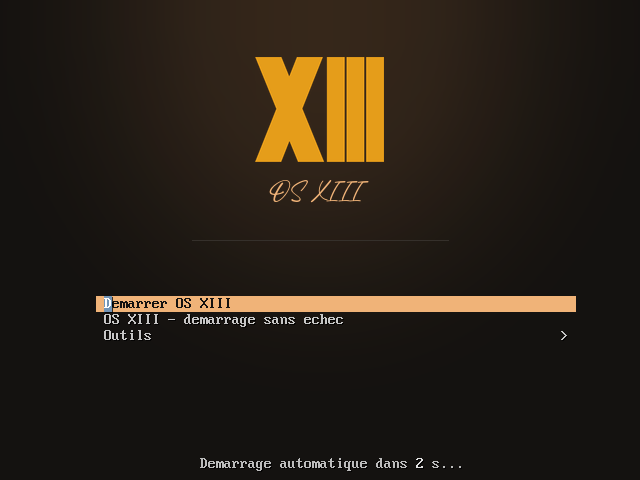 XIII
OS XIII
Demarrer OS XIII
OS XIII - demarrage sans echec
Outils >
Demarrage automatique dans 2 s...